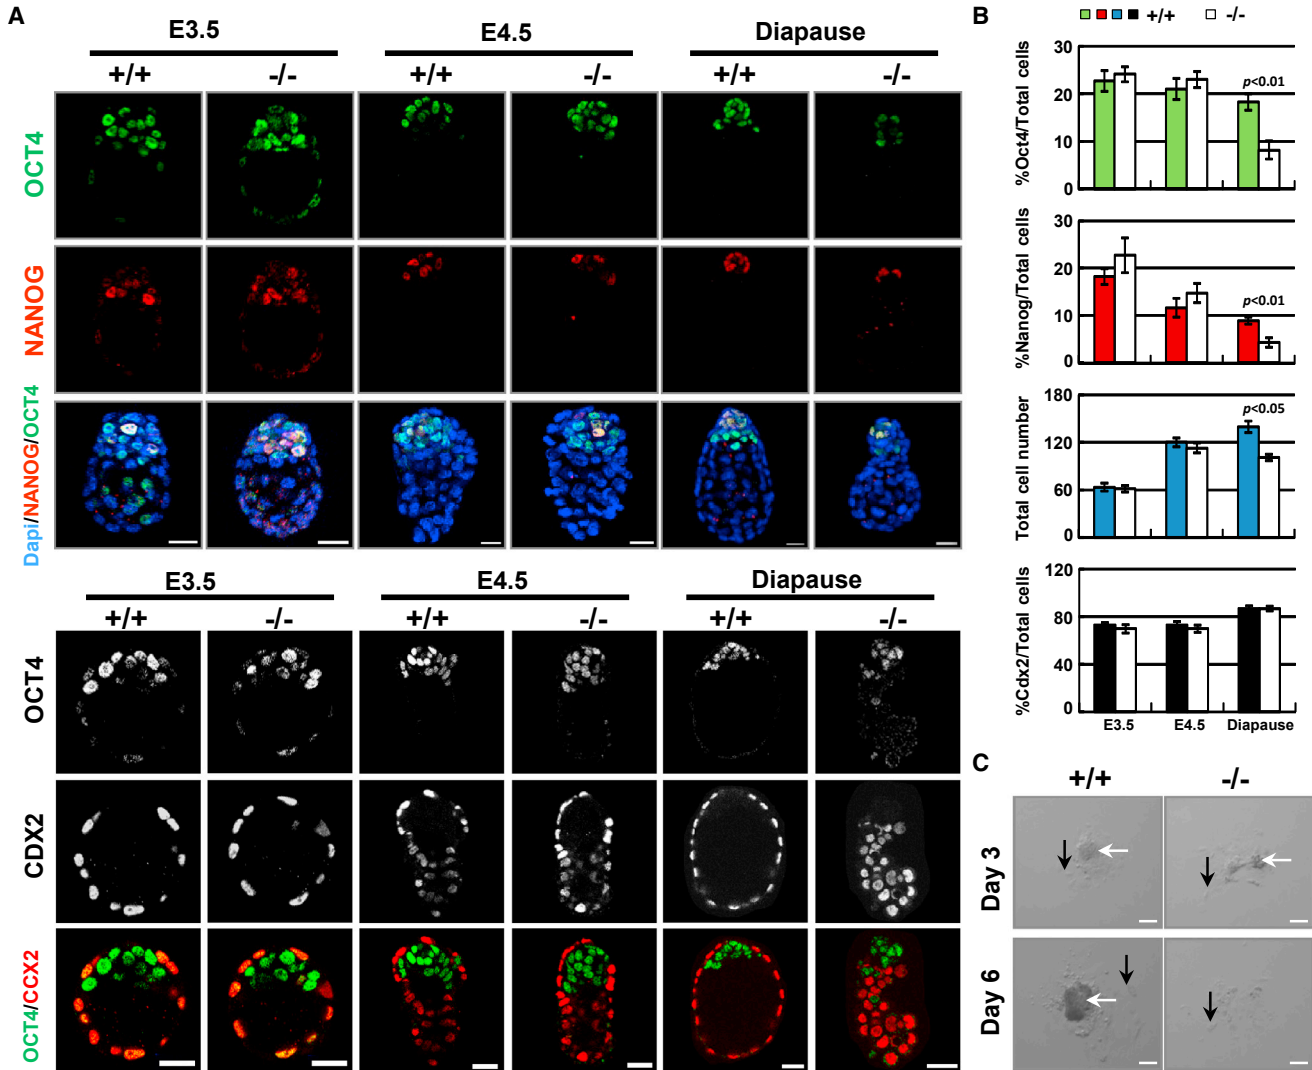 A
E3.5 E4.5 Diapause
+/+ -/- +/+ -/- +/+ -/-
OCT4
NANOG
Dapi/NANOG/OCT4
E3.5 E4.5 Diapause
+/+ -/- +/+ -/- +/+ -/-
OCT4
CDX2
OCT4/CCX2
B
+/+ -/-
%Oct4/Total cells
30
20
10
0
p<0.01
%Nanog/Total cells
30
20
10
0
p<0.01
Total cell number
180
120
60
0
p<0.05
%Cdx2/Total cells
120
80
40
0
E3.5 E4.5 Diapause
C
+/+ -/-
Day 3
Day 6